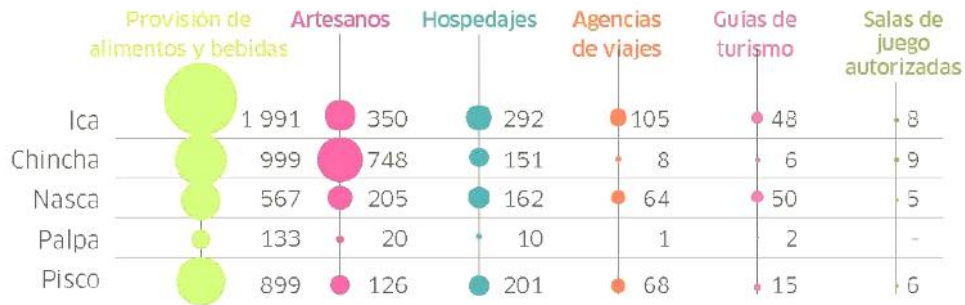 Provisión de Artesanos Hospedajes Agencias Guías de Salas de
alimentos y bebidas de viajes turismo juego
autorizadas
Ica 1 991 350 292 105 48 8
Chincha 999 748 151 8 6 9
Nasca 567 205 162 64 50 5
Palpa 133 20 10 1 2 -
Pisco 899 126 201 68 15 6